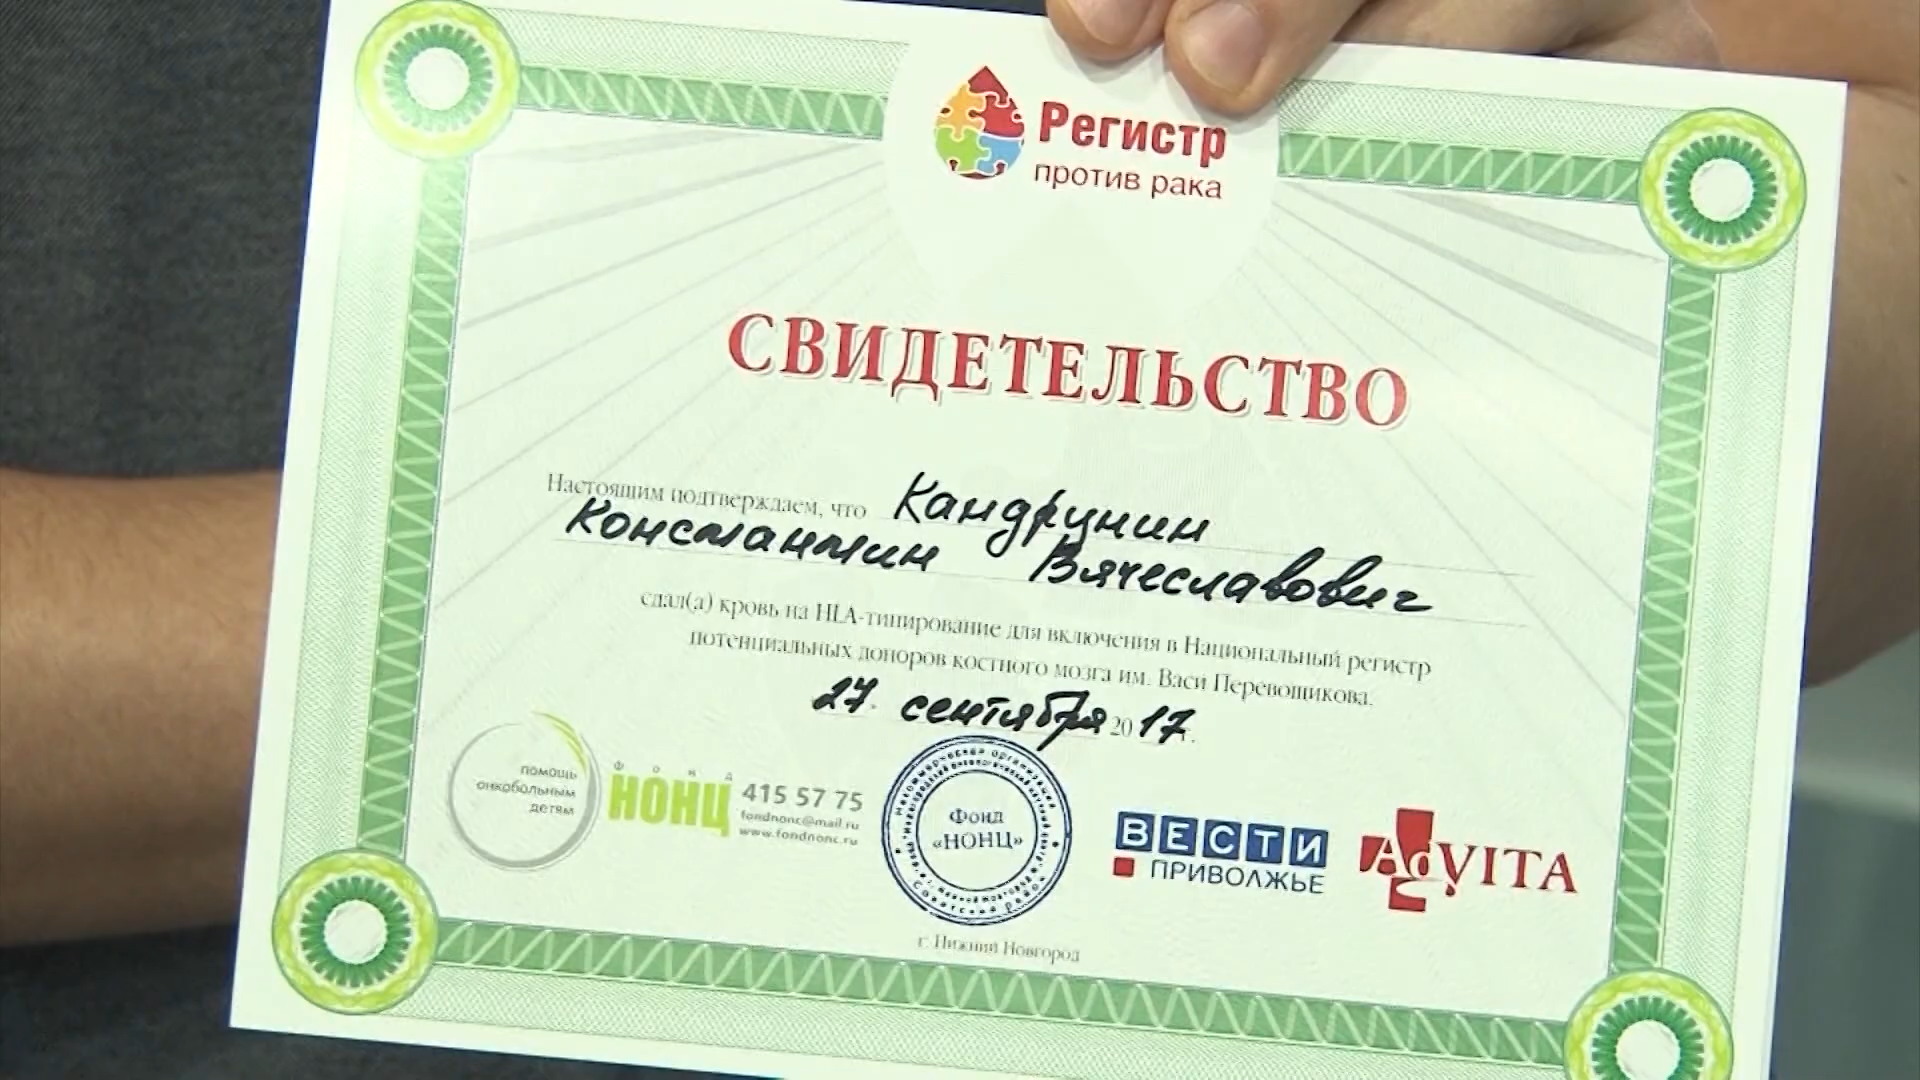 Регистр
против рака
СВИДЕТЕЛЬСТВО
Настоящим подтверждаем, что Кандрунин
Константин Вячеславович
сдал(а) кровь на HLA-типирование для включения в Национальный регистр
потенциальных доноров костного мозга им. Васи Перевощикова.
27. сентября 2017г.
помощь
онкобольным
детям
Фонд
НОНЦ
415 57 75
fondnonc@mail.ru
www.fondnonc.ru
Фонд
«НОНЦ»
ВЕСТИ
ПРИВОЛЖЬЕ
AdVITA
г. Нижний Новгород